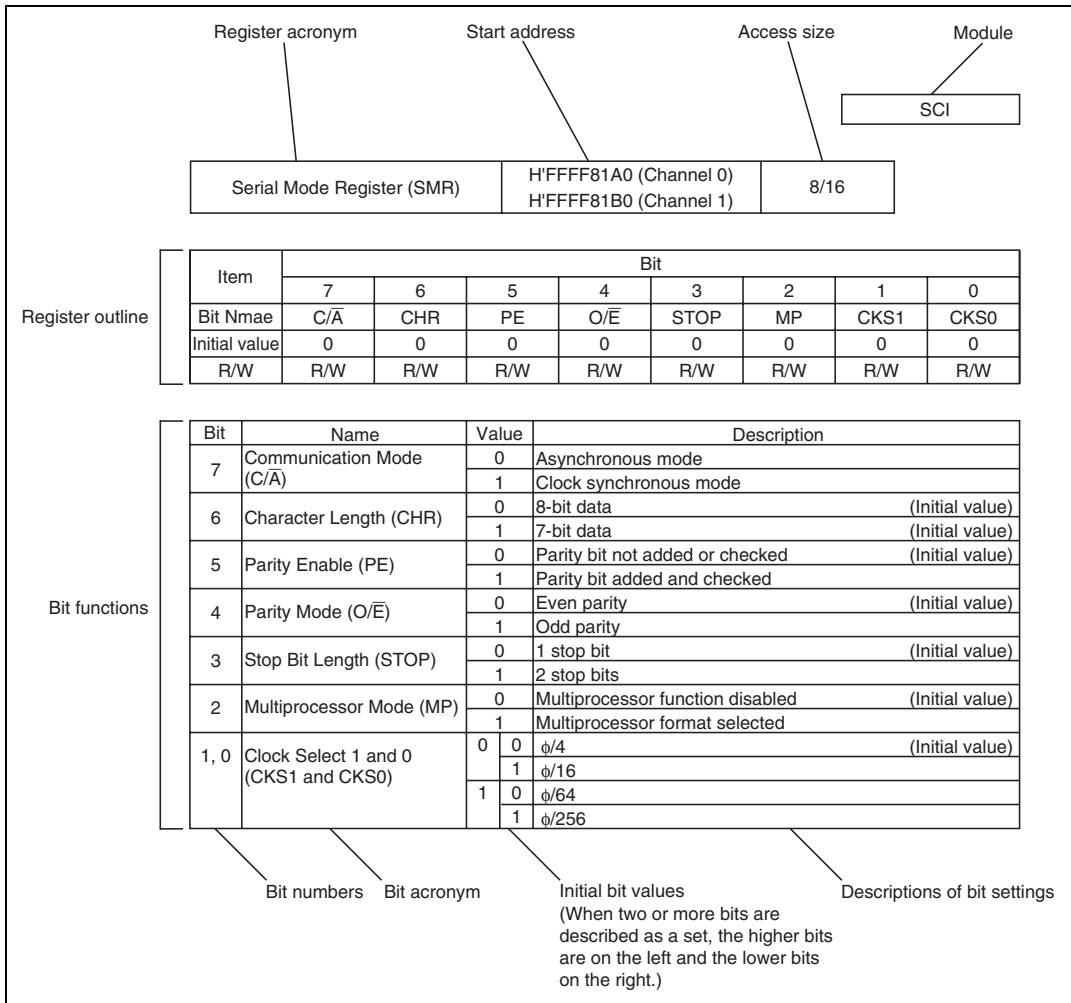 Register acronym Start address Access size Module
SCI
Serial Mode Register (SMR) H'FFFF81A0 (Channel 0) 8/16
H'FFFF81B0 (Channel 1)
Register outline
Item Bit
7 6 5 4 3 2 1 0
Bit Nmae C/A̅ CHR PE O/E̅ STOP MP CKS1 CKS0
Initial value 0 0 0 0 0 0 0 0
R/W R/W R/W R/W R/W R/W R/W R/W R/W
Bit functions
Bit Name Value Description
7 Communication Mode (C/A̅) 0 Asynchronous mode
1 Clock synchronous mode
6 Character Length (CHR) 0 8-bit data (Initial value)
1 7-bit data (Initial value)
5 Parity Enable (PE) 0 Parity bit not added or checked (Initial value)
1 Parity bit added and checked
4 Parity Mode (O/E̅) 0 Even parity (Initial value)
1 Odd parity
3 Stop Bit Length (STOP) 0 1 stop bit (Initial value)
1 2 stop bits
2 Multiprocessor Mode (MP) 0 Multiprocessor function disabled (Initial value)
1 Multiprocessor format selected
1, 0 Clock Select 1 and 0 (CKS1 and CKS0) 0 0 ϕ/4 (Initial value)
1 ϕ/16
1 0 ϕ/64
1 ϕ/256
Bit numbers Bit acronym Initial bit values Descriptions of bit settings
(When two or more bits are
described as a set, the higher bits
are on the left and the lower bits
on the right.)